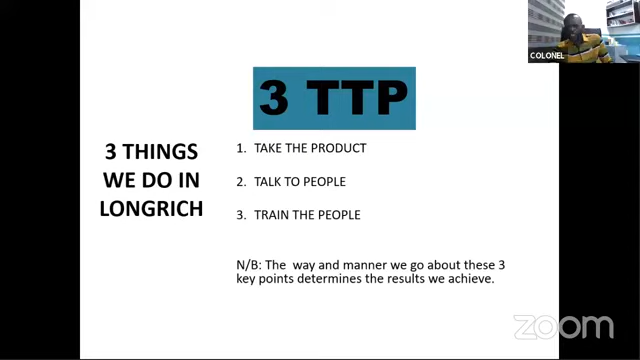 COLONEL
3 TTP
3 THINGS
WE DO IN
LONGRICH
1. TAKE THE PRODUCT
2. TALK TO PEOPLE
3. TRAIN THE PEOPLE
N/B: The way and manner we go about these 3
key points determines the results we achieve.
zoom